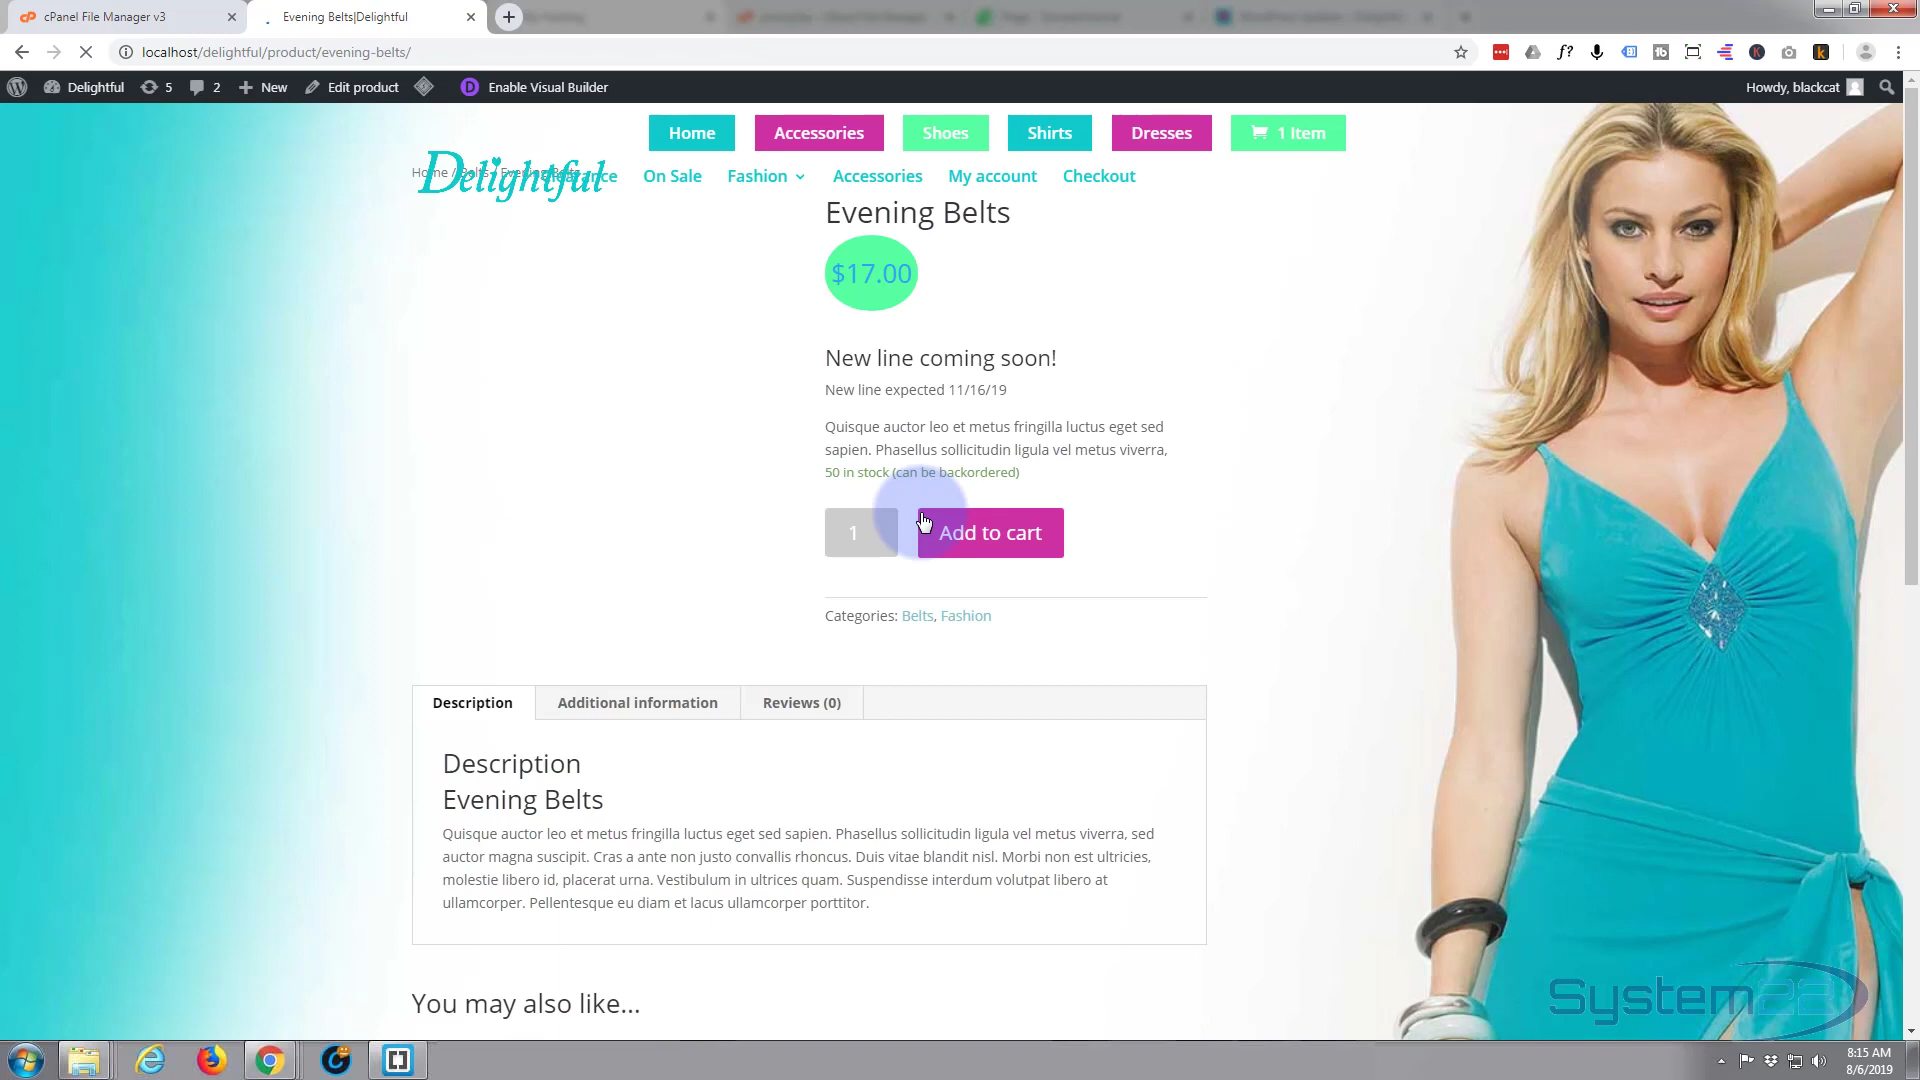 cPanel File Manager v3
Evening Belts|Delightful
localhost/delightful/product/evening-belts/
Delightful 5 2 New Edit product Enable Visual Builder
Howdy, blackcat
Home Accessories Shoes Shirts Dresses 1 Item
Delightful
Home / Belts / Evening Belts
On Sale Fashion Accessories My account Checkout
Evening Belts
$17.00
New line coming soon!
New line expected 11/16/19
Quisque auctor leo et metus fringilla luctus eget sed
sapien. Phasellus sollicitudin ligula vel metus viverra,
50 in stock (can be backordered)
1 Add to cart
Categories: Belts, Fashion
Description Additional information Reviews (0)
Description
Evening Belts
Quisque auctor leo et metus fringilla luctus eget sed sapien. Phasellus sollicitudin ligula vel metus viverra, sed
auctor magna suscipit. Cras a ante non justo convallis rhoncus. Duis vitae blandit nisl. Morbi non est ultricies,
molestie libero id, placerat urna. Vestibulum in ultrices quam. Suspendisse interdum volutpat libero at
ullamcorper. Pellentesque eu diam et lacus ullamcorper porttitor.
You may also like…
System22
8:15 AM
8/6/2019